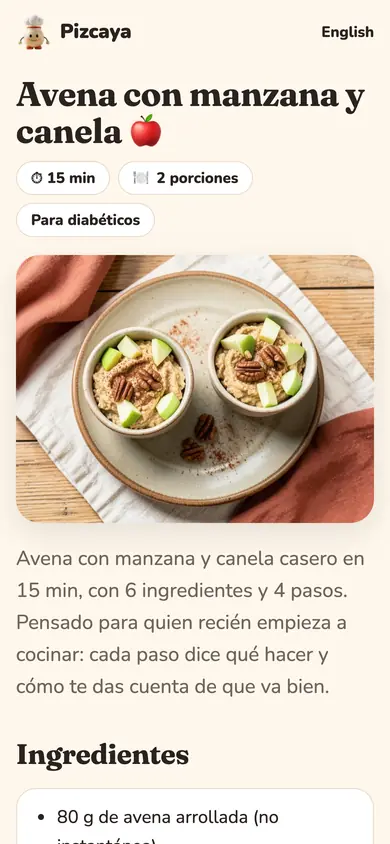 Pizcaya
English
Avena con manzana y
canela 🍎
⏱ 15 min
🍽️ 2 porciones
Para diabéticos
Avena con manzana y canela casero en
15 min, con 6 ingredientes y 4 pasos.
Pensado para quien recién empieza a
cocinar: cada paso dice qué hacer y
cómo te das cuenta de que va bien.
Ingredientes
• 80 g de avena arrollada (no